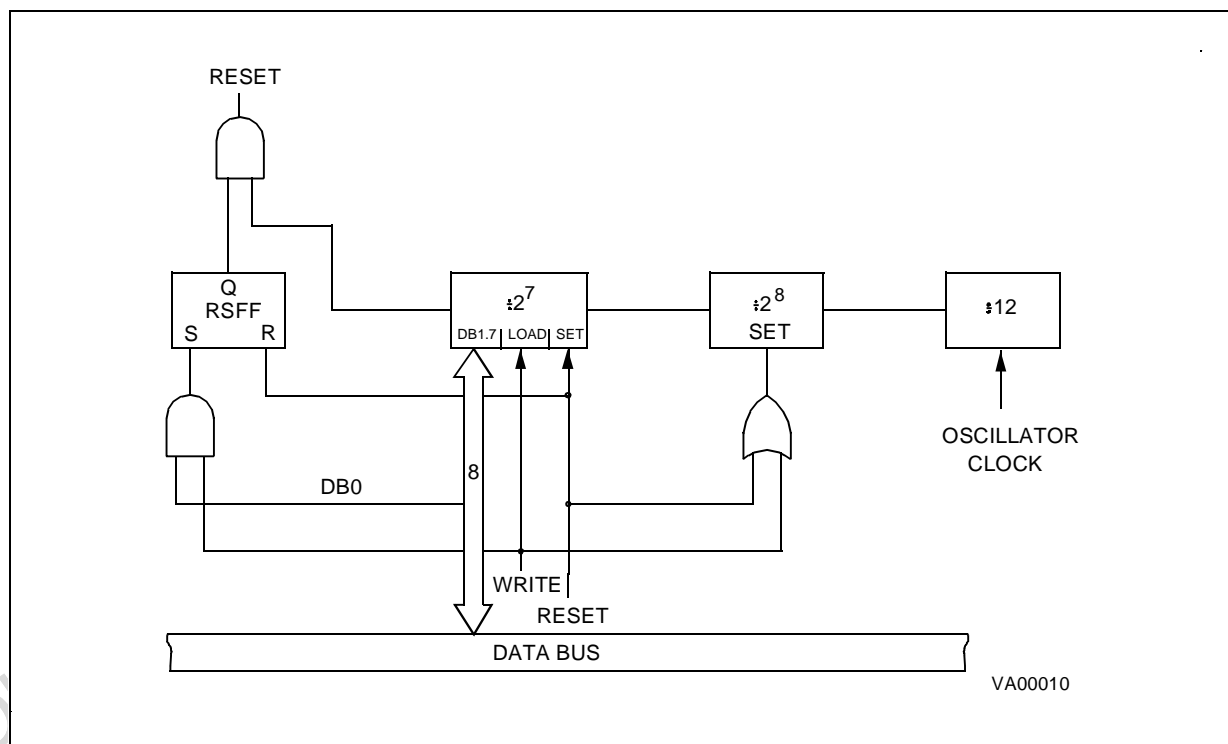 RESET
Q
RSFF
S R
÷2⁷
DB1.7 LOAD SET
÷2⁸
SET
÷12
OSCILLATOR
CLOCK
8
DB0
WRITE
RESET
DATA BUS
VA00010